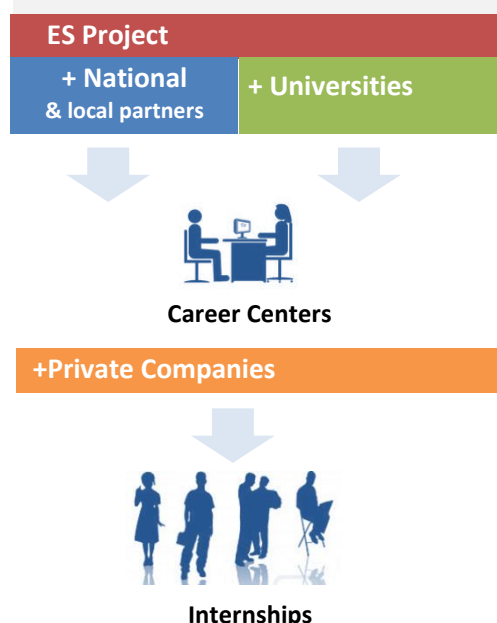 ES Project
+ National
& local partners
+ Universities
Career Centers
+Private Companies
Internships